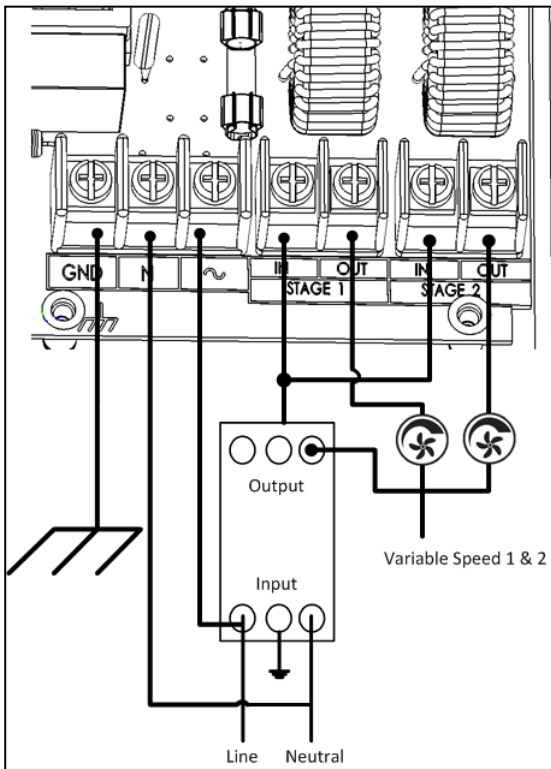 GND N IN OUT IN OUT
STAGE 1 STAGE 2
Output
Variable Speed 1 & 2
Input
Line Neutral